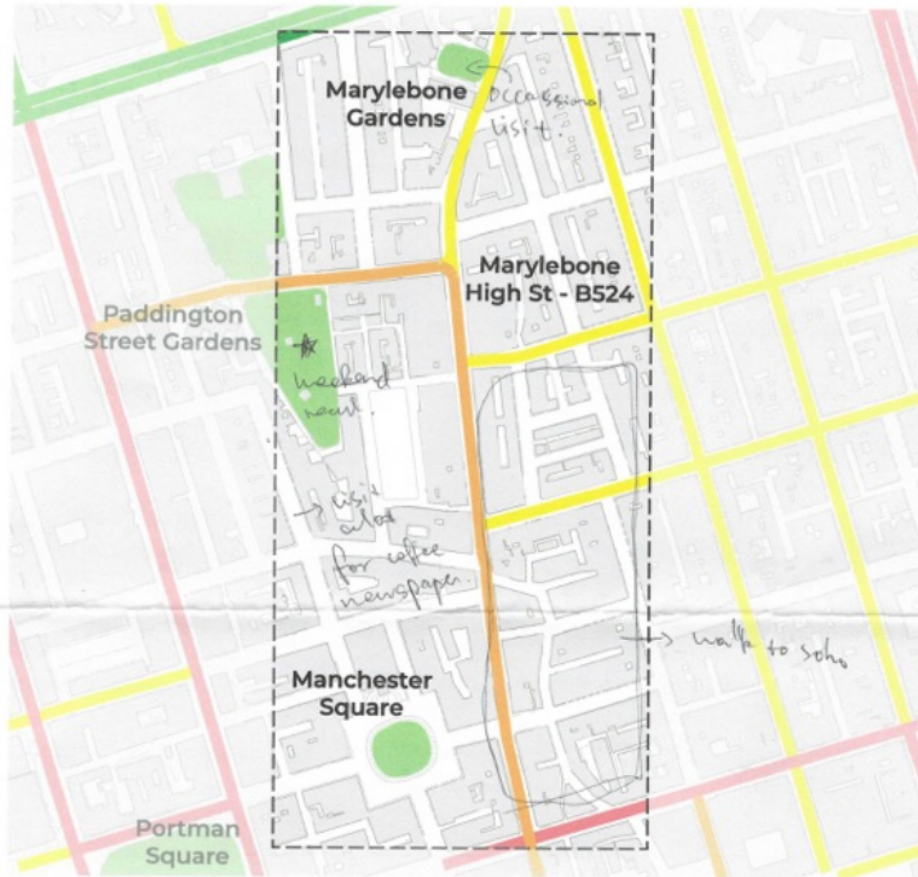 Marylebone
Gardens
occassional
visit.
Marylebone
High St - B524
Paddington
Street Gardens
weekend
visit
for coffee
newspaper
→ walk to soho
Manchester
Square
Portman
Square